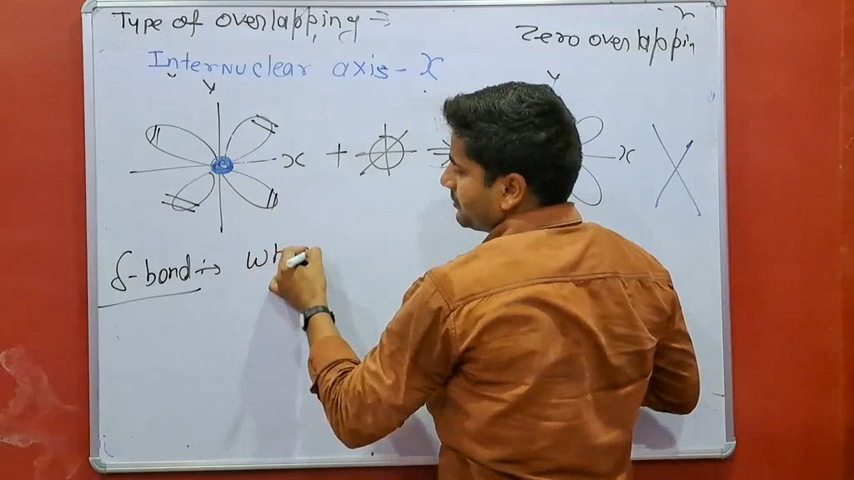 Type of overlapping →
Zero overlappin
Internuclear axis - X
y
y
x
+
x
δ-bond :→ Wh